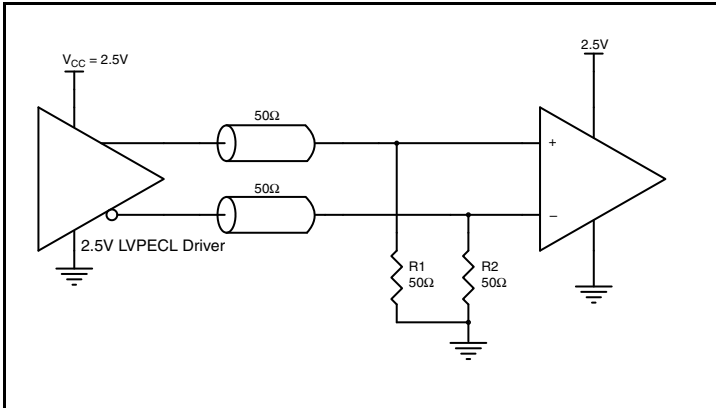 2.5V
V_CC = 2.5V
50Ω
+
50Ω
−
2.5V LVPECL Driver
R1
50Ω
R2
50Ω